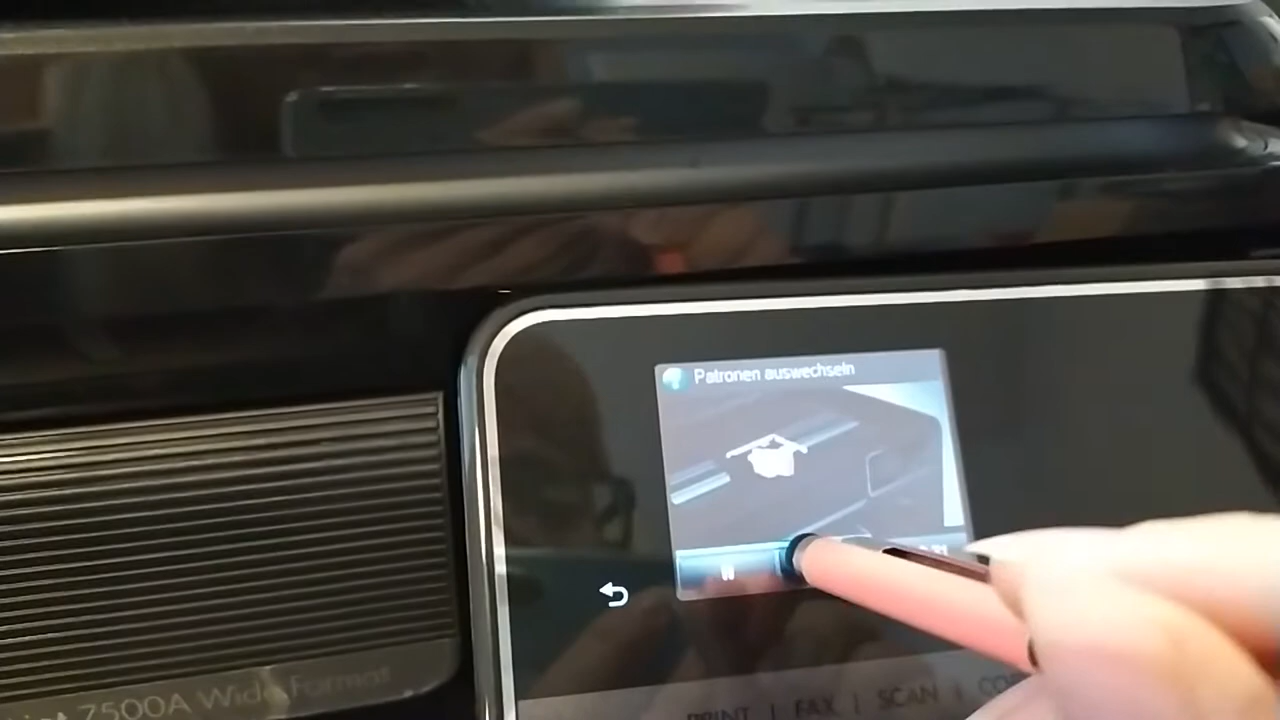 Patronen auswechseln
7500A Wide Format
PRINT | FAX | SCAN |